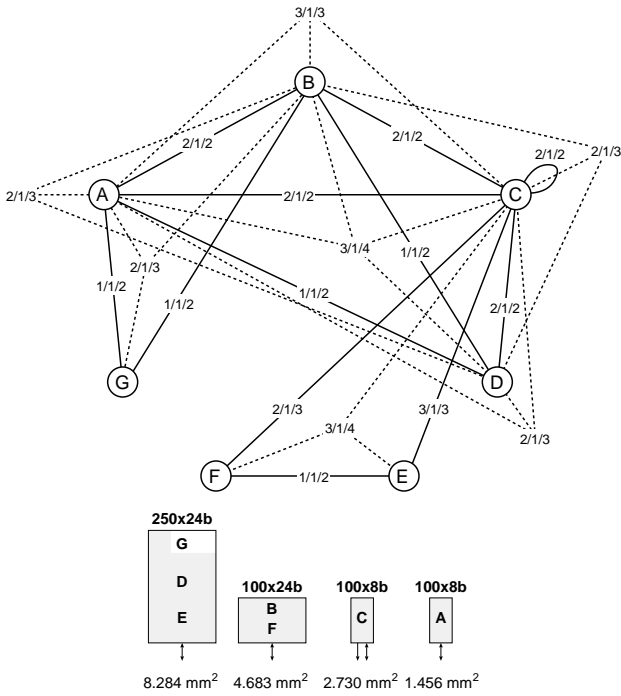 3/1/3
B
2/1/2
2/1/2
2/1/2
2/1/3
2/1/3
A
2/1/2
C
3/1/4
1/1/2
2/1/3
1/1/2
1/1/2
1/1/2
2/1/2
G
D
2/1/3
3/1/3
3/1/4
2/1/3
F
1/1/2
E
250x24b
G
D
E
100x24b
B
F
100x8b
C
100x8b
A
8.284 mm² 4.683 mm² 2.730 mm² 1.456 mm²